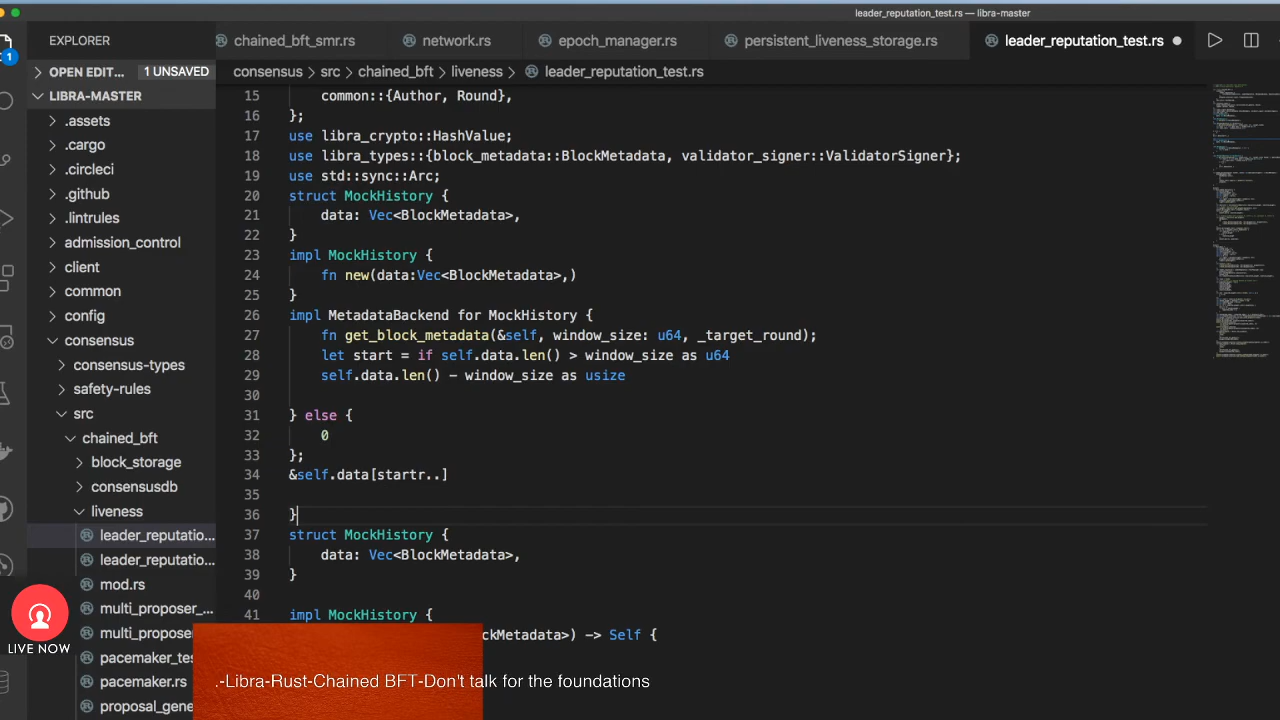 leader_reputation_test.rs — libra-master
EXPLORER
chained_bft_smr.rs
network.rs
epoch_manager.rs
persistent_liveness_storage.rs
leader_reputation_test.rs
1
OPEN EDIT... 1 UNSAVED
consensus > src > chained_bft > liveness > leader_reputation_test.rs
LIBRA-MASTER
.assets
.cargo
.circleci
.github
.lintrules
admission_control
client
common
config
consensus
consensus-types
safety-rules
src
chained_bft
block_storage
consensusdb
liveness
leader_reputatio...
leader_reputatio...
mod.rs
multi_proposer_...
multi_proposer
pacemaker_tes
pacemaker.rs
proposal_gene
15 common::{Author, Round},
16 };
17 use libra_crypto::HashValue;
18 use libra_types::{block_metadata::BlockMetadata, validator_signer::ValidatorSigner};
19 use std::sync::Arc;
20 struct MockHistory {
21 data: Vec<BlockMetadata>,
22 }
23 impl MockHistory {
24 fn new(data:Vec<BlockMetadata>,)
25 }
26 impl MetadataBackend for MockHistory {
27 fn get_block_metadata(&self, window_size: u64, _target_round);
28 let start = if self.data.len() > window_size as u64
29 self.data.len() - window_size as usize
30
31 } else {
32 0
33 };
34 &self.data[startr..]
35
36 }
37 struct MockHistory {
38 data: Vec<BlockMetadata>,
39 }
40
41 impl MockHistory {
ckMetadata>) -> Self {
LIVE NOW
.-Libra-Rust-Chained BFT-Don't talk for the foundations